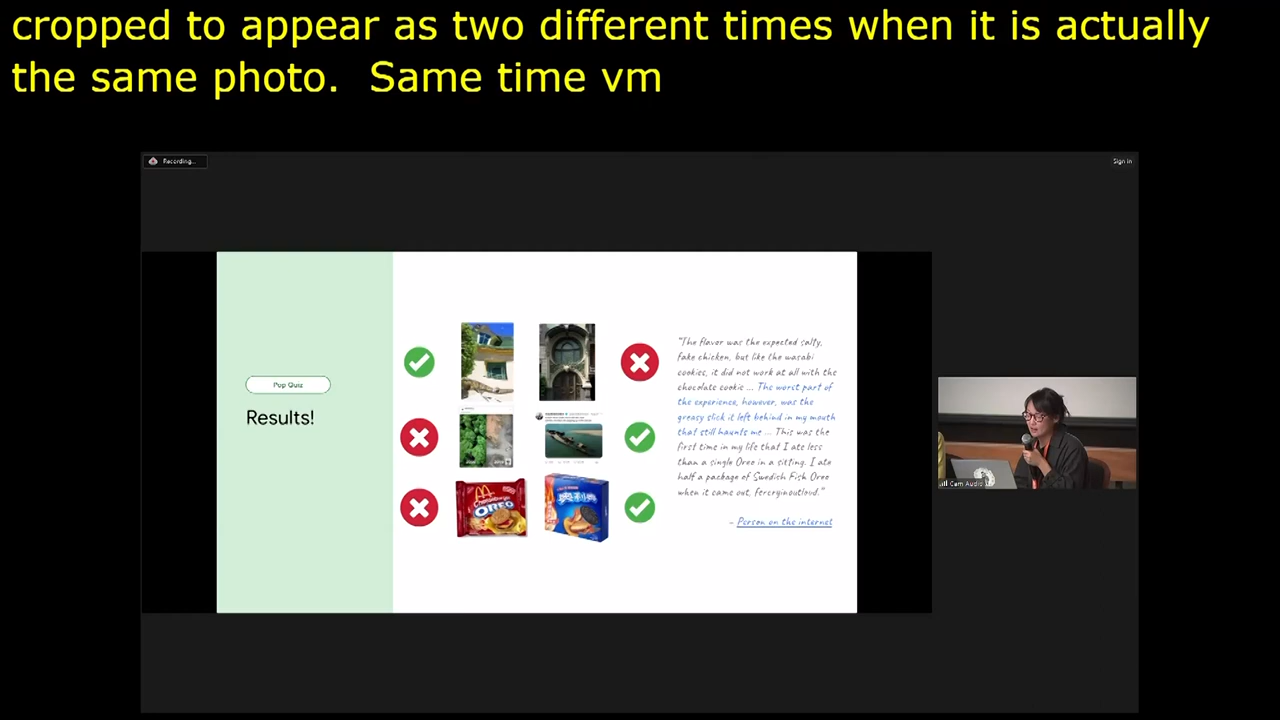 cropped to appear as two different times when it is actually
the same photo.  Same time vm
Recording...
Sign in
Pop Quiz
Results!
OREO
"The flavor was the expected salty,
fake chicken, but like the wasabi
cookies, it did not work at all with the
chocolate cookie ... The worst part of
the experience, however, was the
greasy slick it left behind in my mouth
that still haunts me ... This was the
first time in my life that I ate less
than a single Oreo in a sitting. I ate
half a package of Swedish Fish Oreo
when it came out, fercryinoutloud."
- Person on the internet